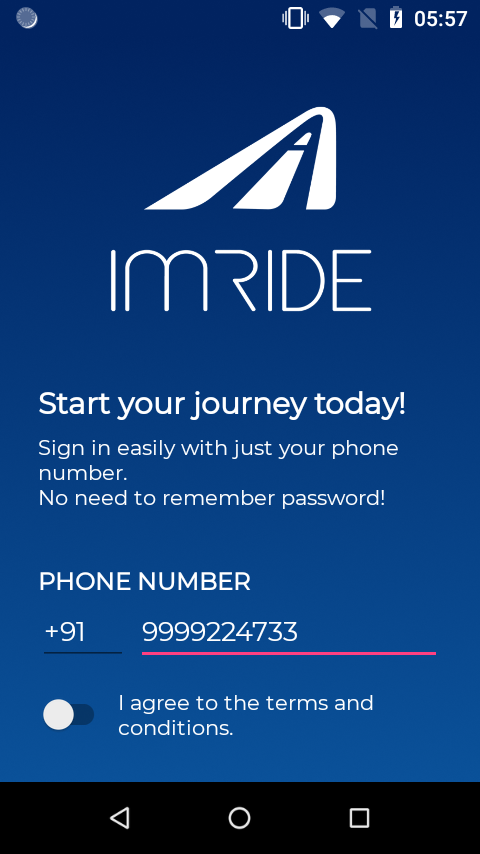 05:57
IMRIDE
Start your journey today!
Sign in easily with just your phone
number.
No need to remember password!
PHONE NUMBER
+91 9999224733
I agree to the terms and
conditions.